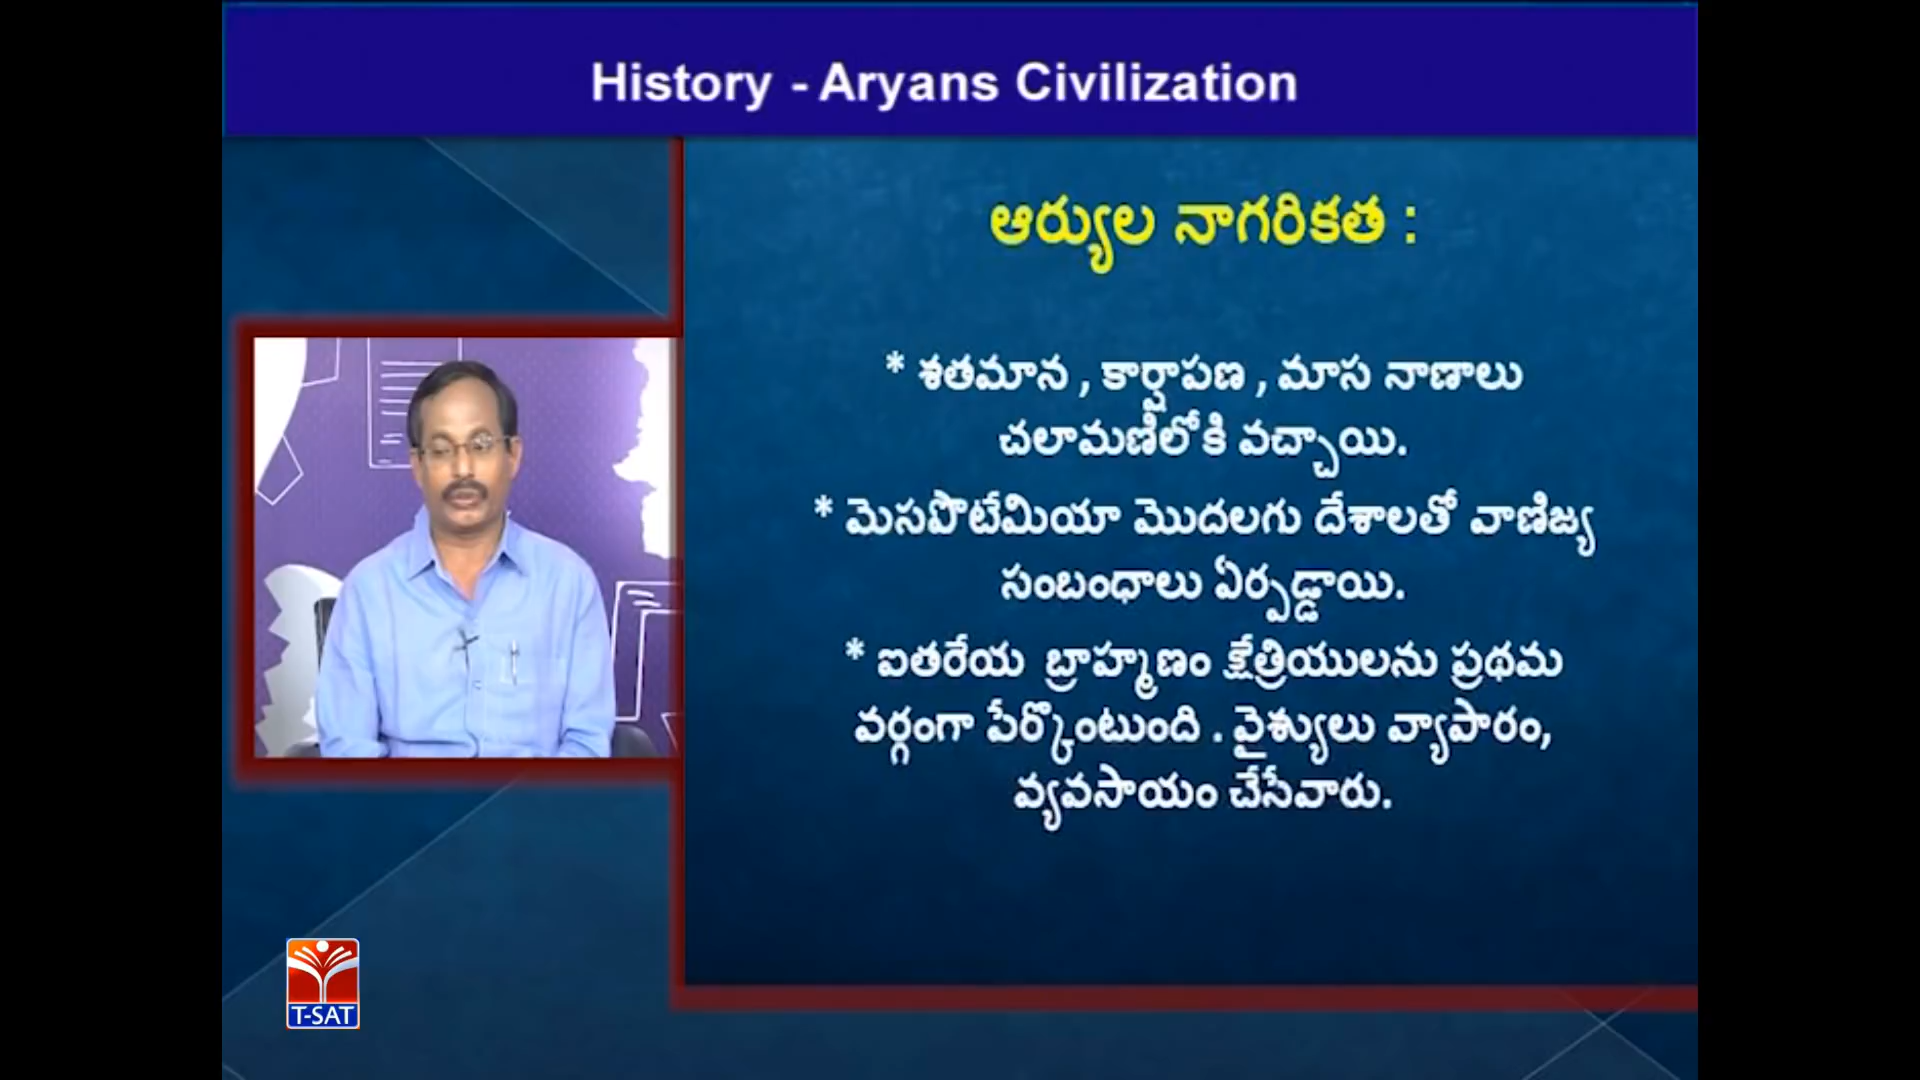 History - Aryans Civilization
ఆర్యుల నాగరికత :
* శతమాన , కార్షాపణ , మాస నాణాలు
చలామణిలోకి వచ్చాయి.
* మెసపొటేమియా మొదలగు దేశాలతో వాణిజ్య
సంబంధాలు ఏర్పడ్డాయి.
* ఐతరేయ బ్రాహ్మణం క్షేత్రియులను ప్రథమ
వర్గంగా పేర్కొంటుంది . వైశ్యులు వ్యాపారం,
వ్యవసాయం చేసేవారు.
T-SAT